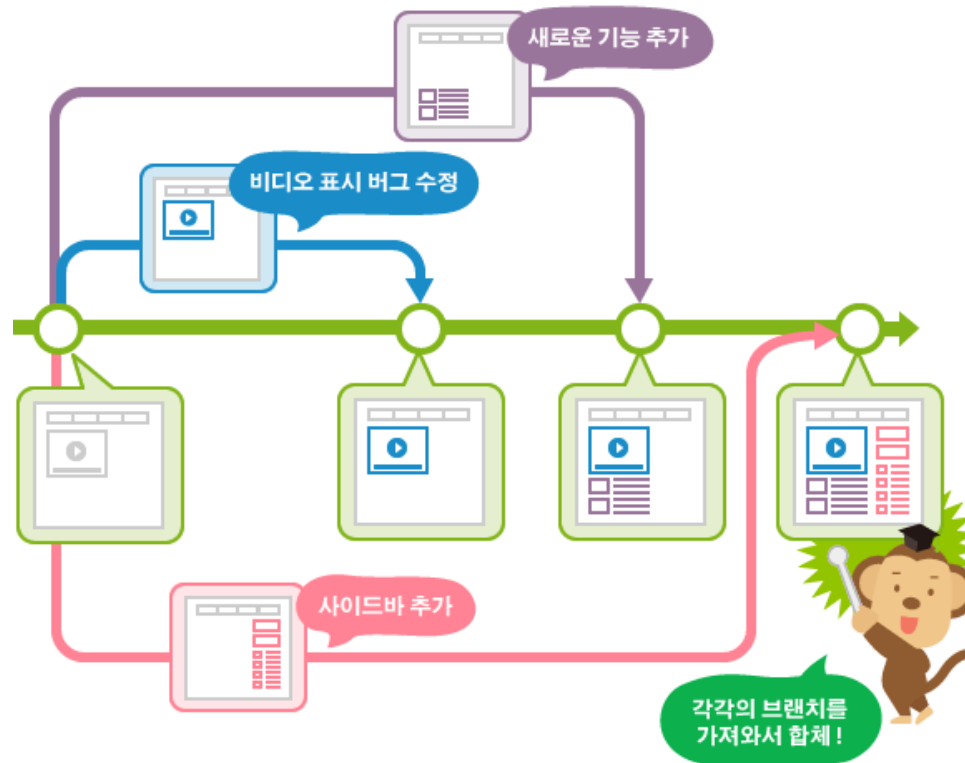 새로운 기능 추가
비디오 표시 버그 수정
사이드바 추가
각각의 브랜치를
가져와서 합체!